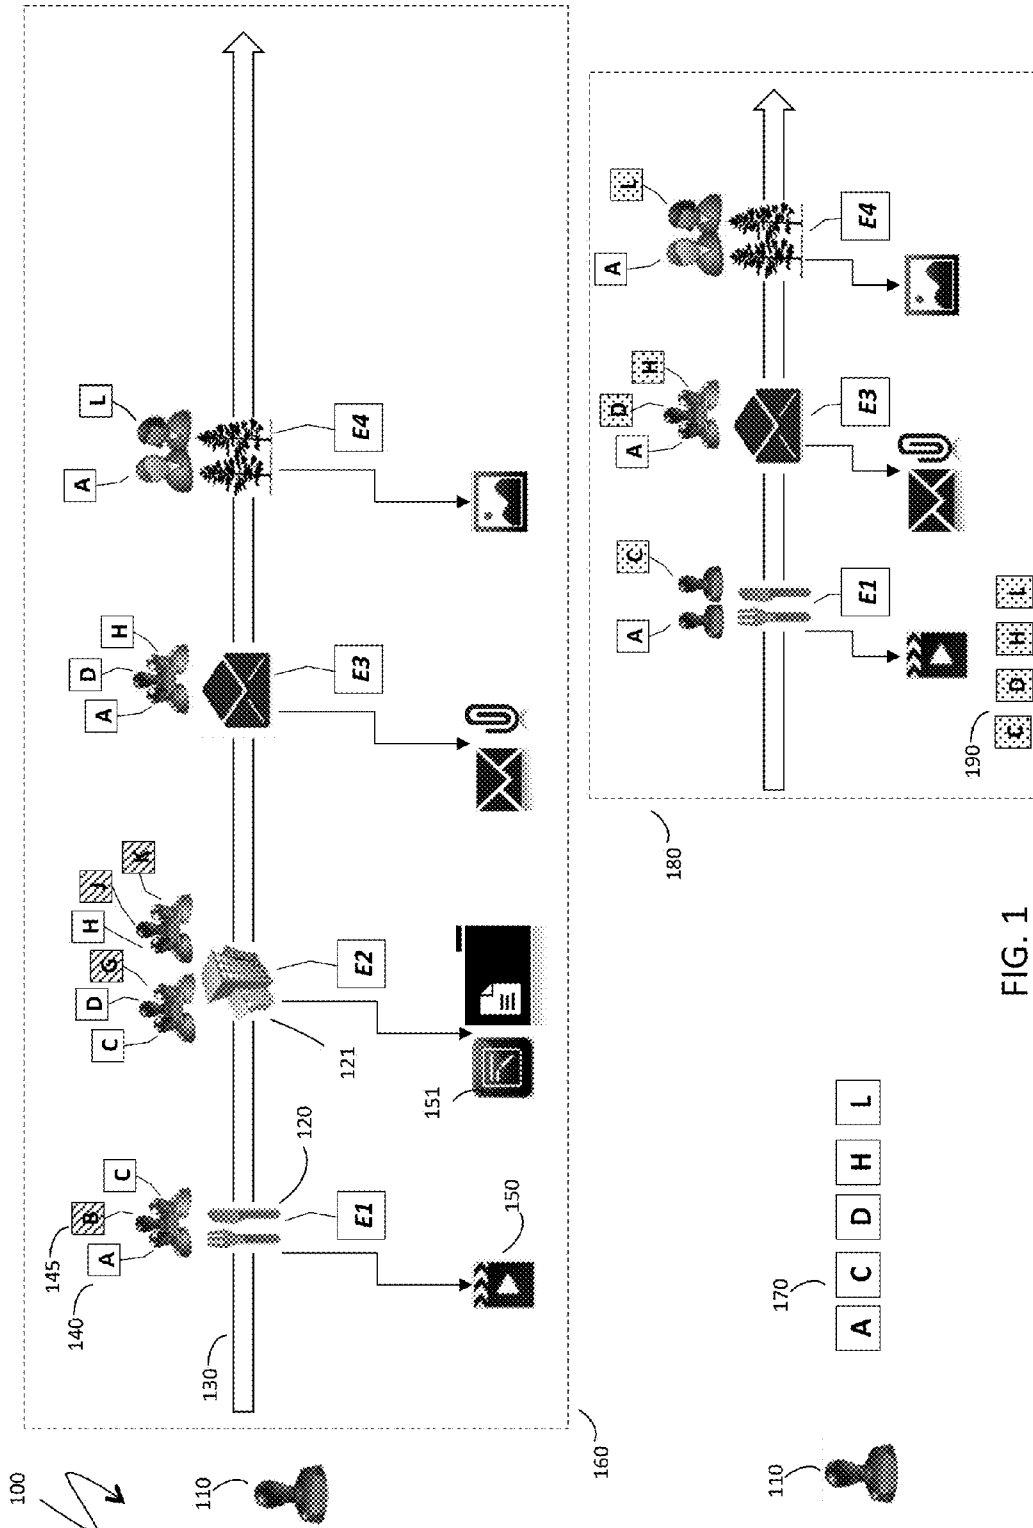 100
110
130
140
145
A B C
120
E1
150
C D G H J K
121
E2
151
A D H
E3
A L
E4
160
110
170
A C D H L
180
A C
E1
A D H
E3
A L
E4
190
C D H L
FIG. 1